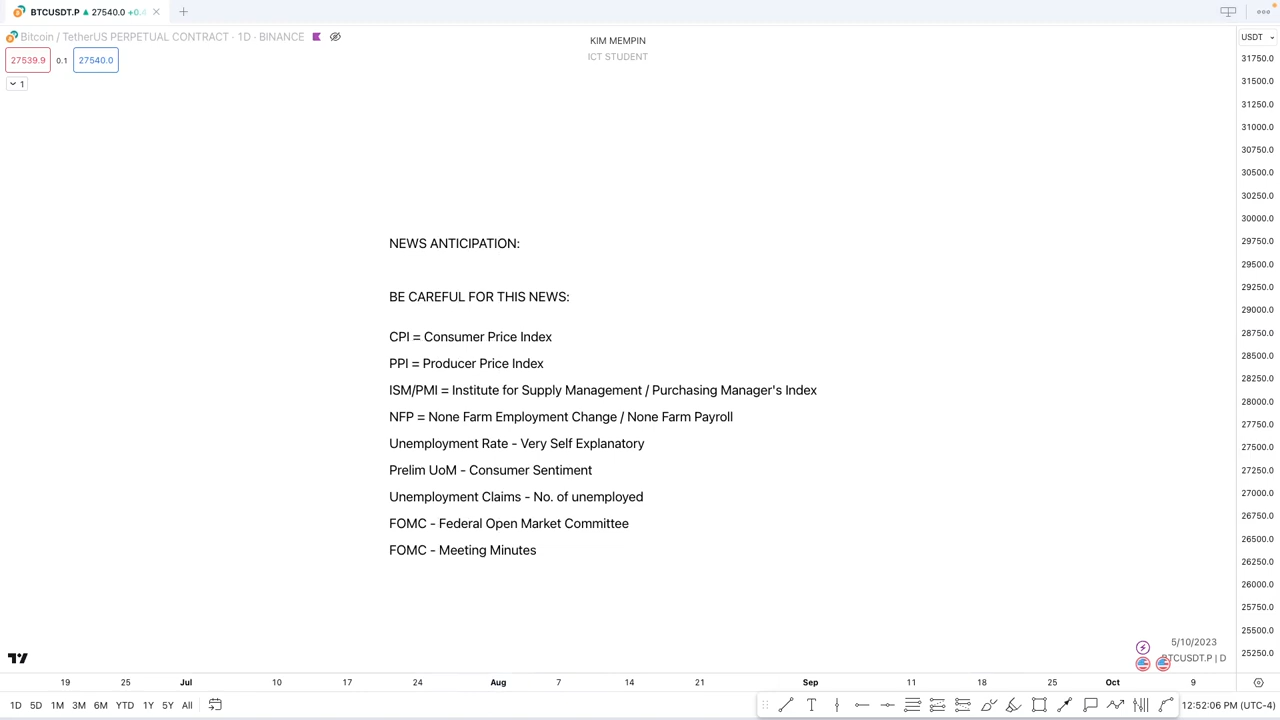 BTCUSDT.P ▲ 27540.0 +0.4
Bitcoin / TetherUS PERPETUAL CONTRACT · 1D · BINANCE
KIM MEMPIN
ICT STUDENT
USDT
27539.9 0.1 27540.0
1
31750.0
31500.0
31250.0
31000.0
30750.0
30500.0
30250.0
30000.0
29750.0
29500.0
29250.0
29000.0
28750.0
28500.0
28250.0
28000.0
27750.0
27500.0
27250.0
27000.0
26750.0
26500.0
26250.0
26000.0
25750.0
25500.0
25250.0
NEWS ANTICIPATION:
BE CAREFUL FOR THIS NEWS:
CPI = Consumer Price Index
PPI = Producer Price Index
ISM/PMI = Institute for Supply Management / Purchasing Manager's Index
NFP = None Farm Employment Change / None Farm Payroll
Unemployment Rate - Very Self Explanatory
Prelim UoM - Consumer Sentiment
Unemployment Claims - No. of unemployed
FOMC - Federal Open Market Committee
FOMC - Meeting Minutes
5/10/2023
BTCUSDT.P | D
19 25 Jul 10 17 24 Aug 7 14 21 Sep 11 18 25 Oct 9
1D 5D 1M 3M 6M YTD 1Y 5Y All
12:52:06 PM (UTC-4)